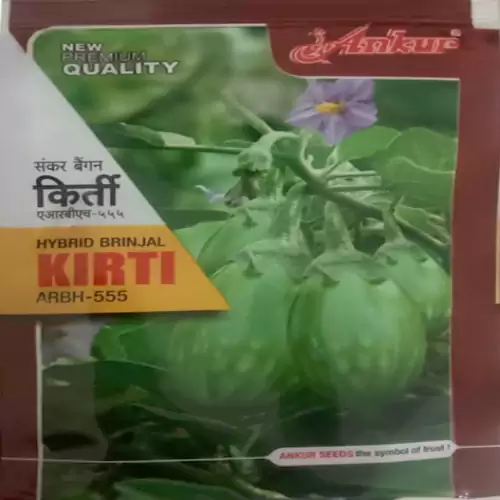 NEW
PREMIUM
QUALITY
Ankur
संकर बैंगन
किर्ती
एआरबीएच-५५५
HYBRID BRINJAL
KIRTI
ARBH-555
ANKUR SEEDS the symbol of trust !